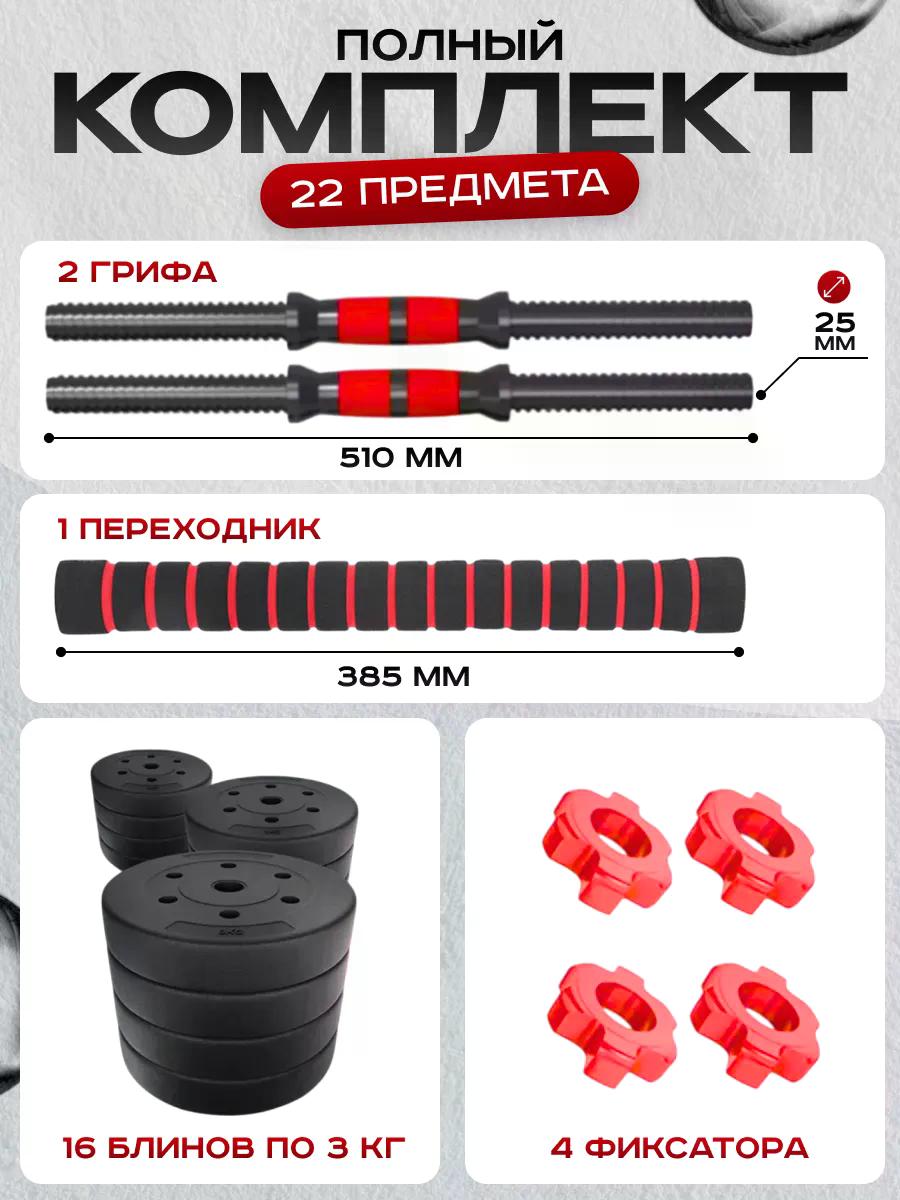 ПОЛНЫЙ
КОМПЛЕКТ
22 ПРЕДМЕТА
2 ГРИФА
25
ММ
510 ММ
1 ПЕРЕХОДНИК
385 ММ
16 БЛИНОВ ПО 3 КГ
4 ФИКСАТОРА